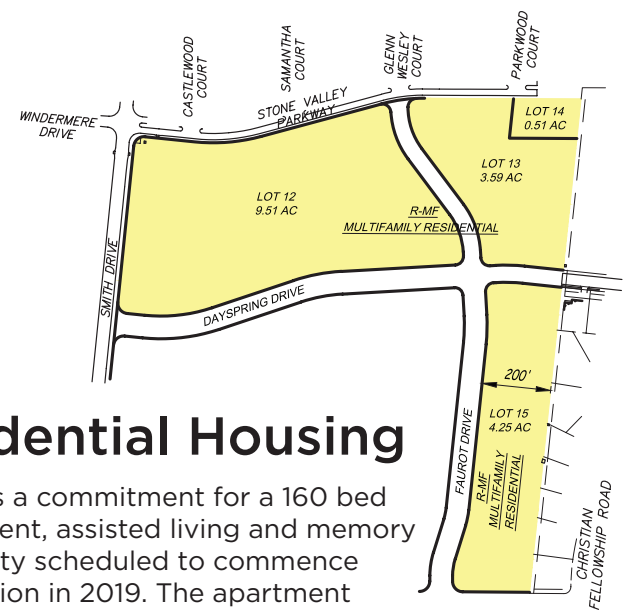 CASTLEWOOD
COURT
SAMANTHA
COURT
GLENN
WESLEY
COURT
PARKWOOD
COURT
WINDERMERE
DRIVE
STONE VALLEY
PARKWAY
LOT 14
0.51 AC
LOT 13
3.59 AC
LOT 12
9.51 AC
R-MF
MULTIFAMILY RESIDENTIAL
SMITH DRIVE
DAYSPRING DRIVE
200'
LOT 15
4.25 AC
FAUROT DRIVE
R-MF
MULTIFAMILY
RESIDENTIAL
CHRISTIAN
FELLOWSHIP ROAD
dential Housing
s a commitment for a 160 bed
ent, assisted living and memory
ty scheduled to commence
ion in 2019. The apartment